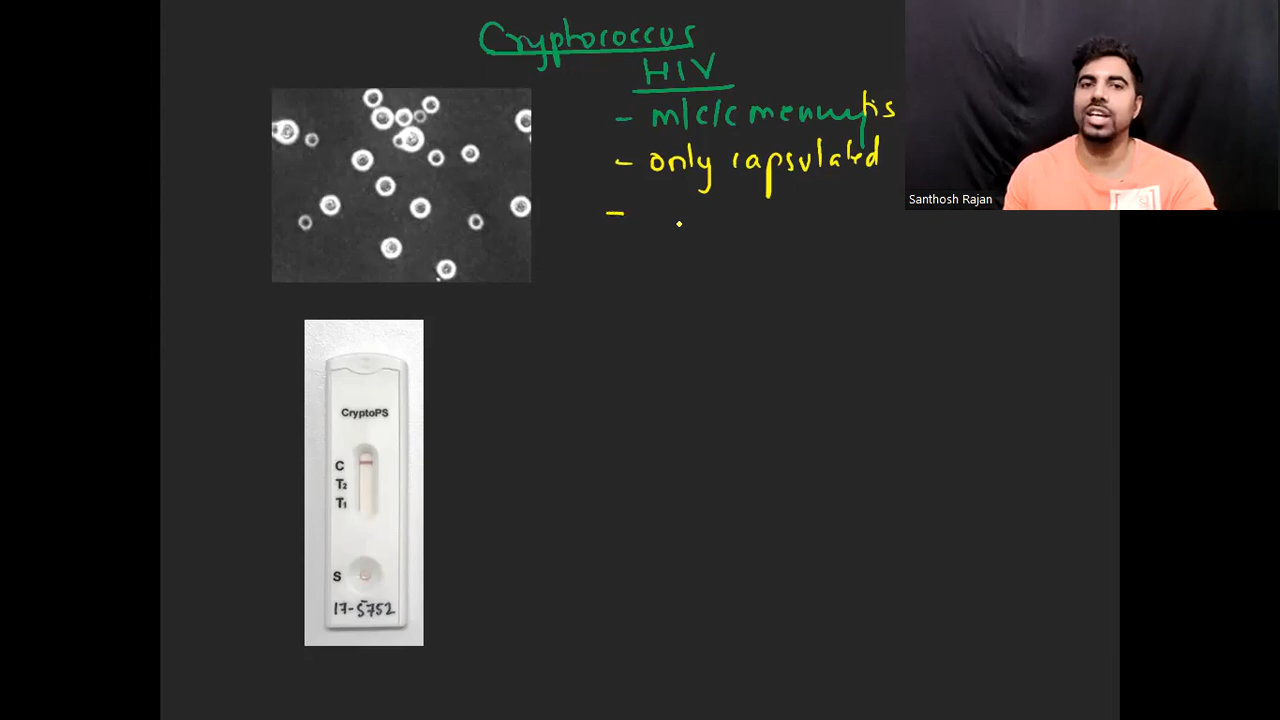 Cryptococcus
HIV
- m/c/c meningitis
- only capsulated
-
Santhosh Rajan
CryptoPS
C
T2
T1
S
17-5752